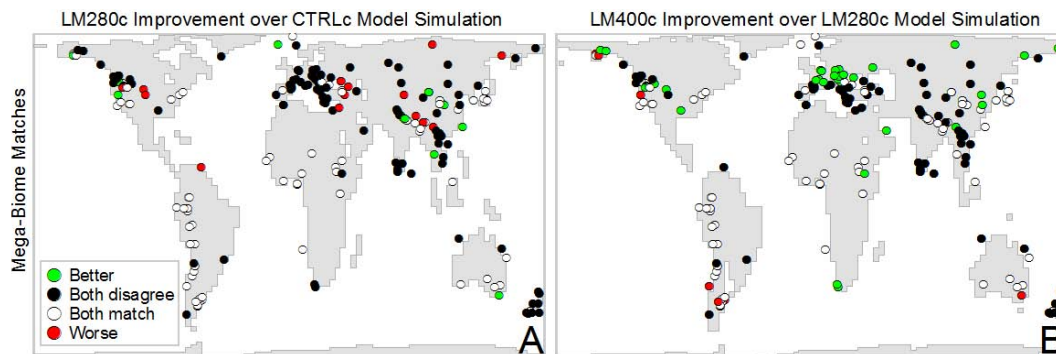 LM280c Improvement over CTRLc Model Simulation
LM400c Improvement over LM280c Model Simulation
Mega-Biome Matches
Better
Both disagree
Both match
Worse
A